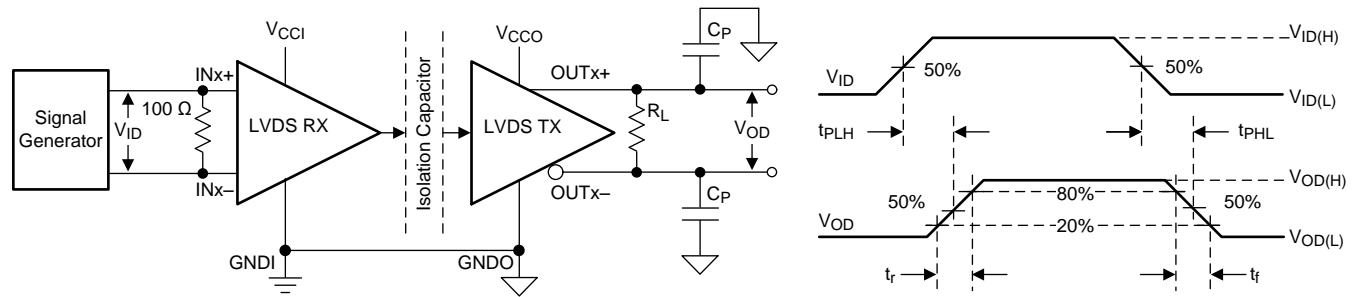 Signal
Generator
VID
100 Ω
INx+
INx–
VCCI
LVDS RX
GNDI
Isolation Capacitor
VCCO
LVDS TX
GNDO
OUTx+
OUTx–
RL
CP
VOD
CP
VID
50%
50%
VID(H)
VID(L)
tPLH
tPHL
VOD
50%
80%
20%
50%
VOD(H)
VOD(L)
tr
tf